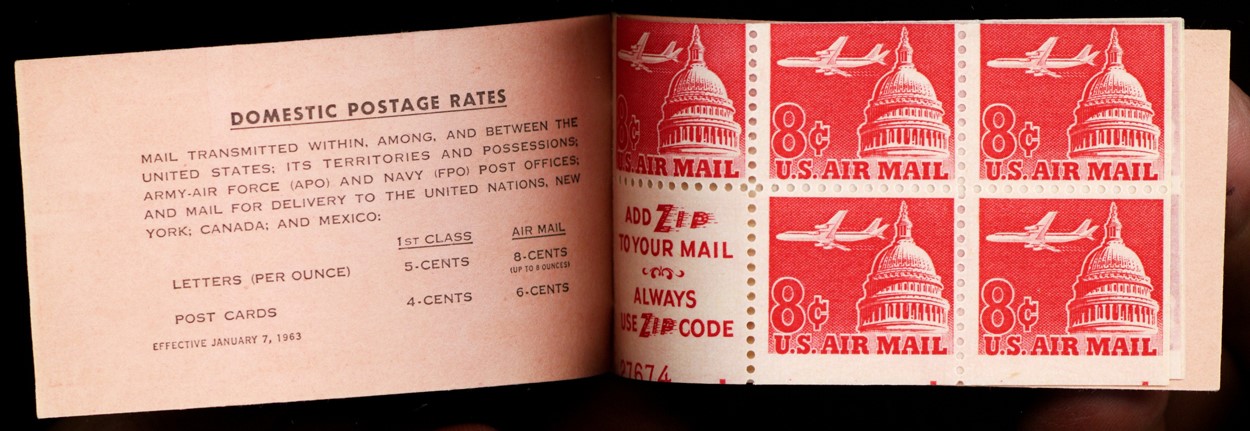 DOMESTIC POSTAGE RATES
MAIL TRANSMITTED WITHIN, AMONG, AND BETWEEN THE
UNITED STATES; ITS TERRITORIES AND POSSESSIONS;
ARMY-AIR FORCE (APO) AND NAVY (FPO) POST OFFICES;
AND MAIL FOR DELIVERY TO THE UNITED NATIONS, NEW
YORK; CANADA; AND MEXICO:
1ST CLASS AIR MAIL
LETTERS (PER OUNCE) 5-CENTS 8-CENTS
(UP TO 8 OUNCES)
POST CARDS 4-CENTS 6-CENTS
EFFECTIVE JANUARY 7, 1963
8¢
U.S. AIR MAIL
8¢
U.S. AIR MAIL
8¢
U.S. AIR MAIL
ADD ZIP
TO YOUR MAIL
ALWAYS
USE ZIP CODE
27674
8¢
U.S. AIR MAIL
8¢
U.S. AIR MAIL